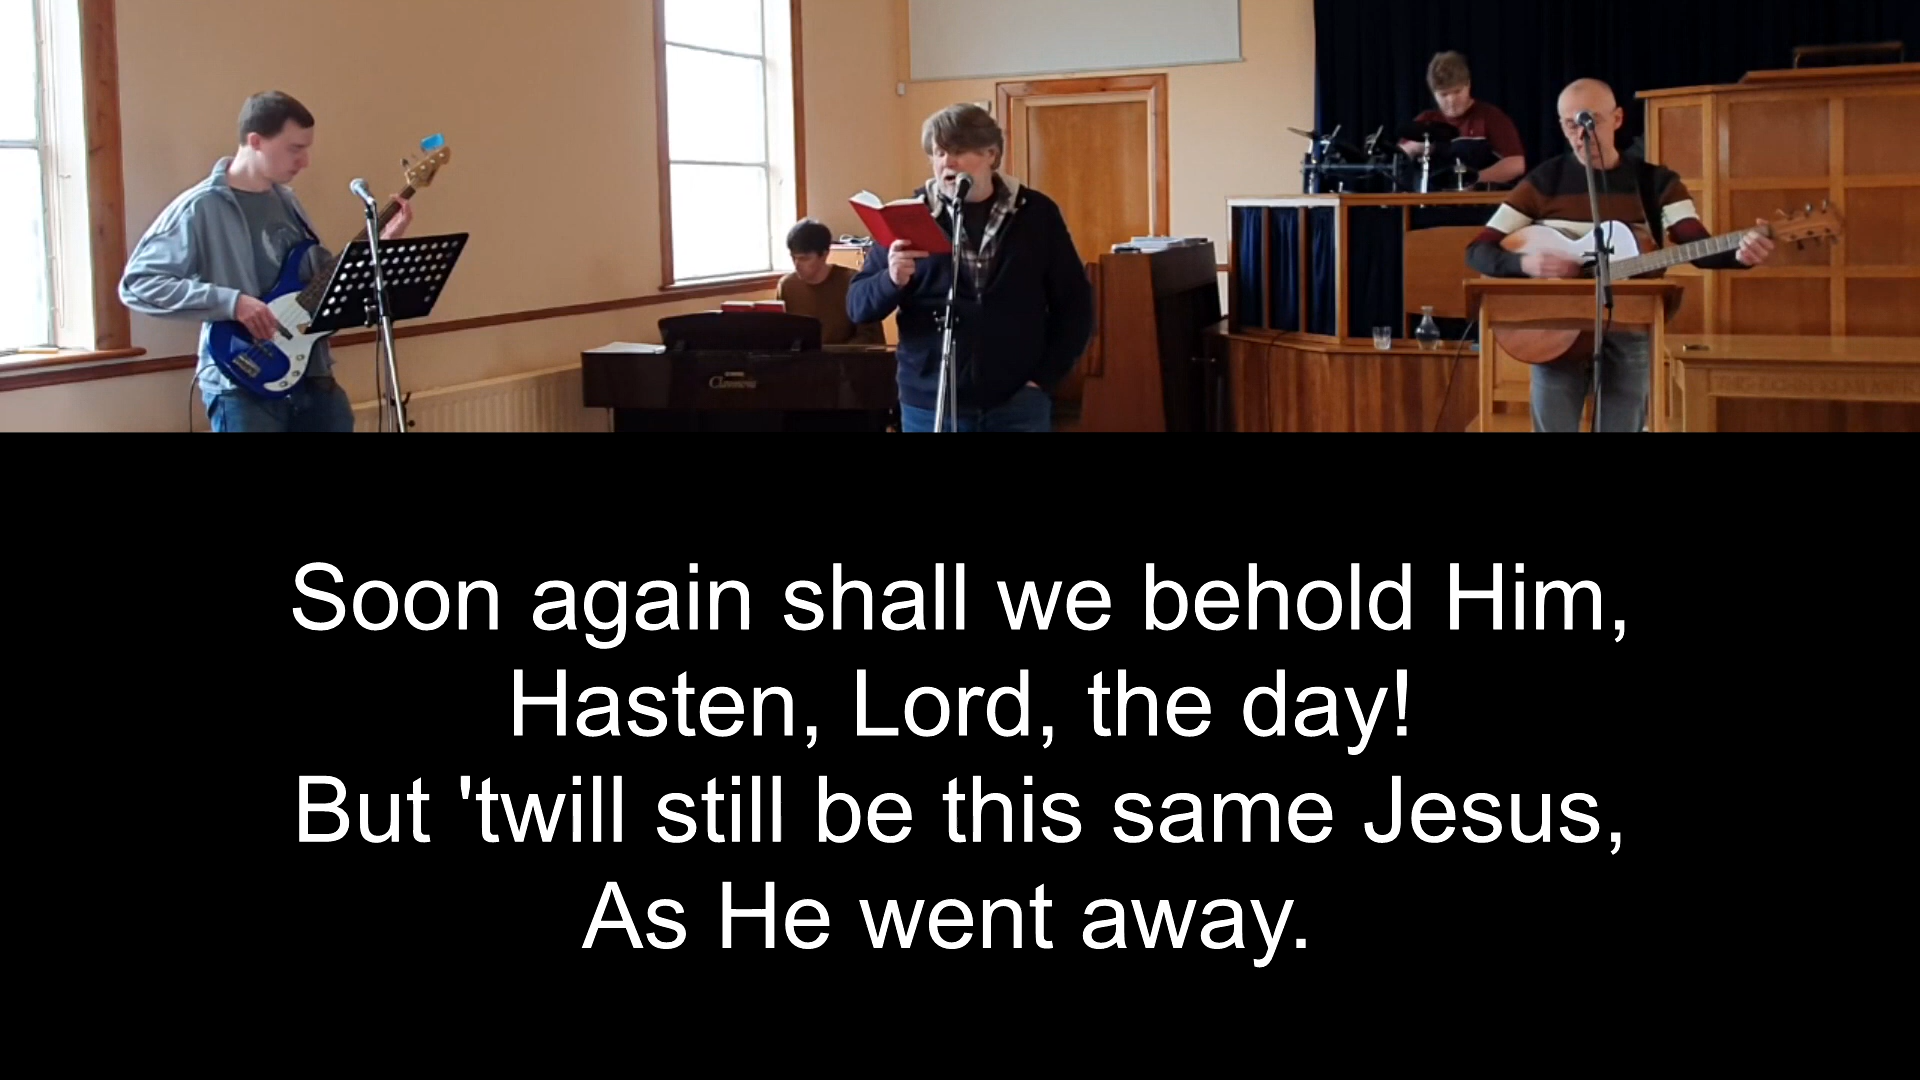 Clavinova
Soon again shall we behold Him,
Hasten, Lord, the day!
But 'twill still be this same Jesus,
As He went away.